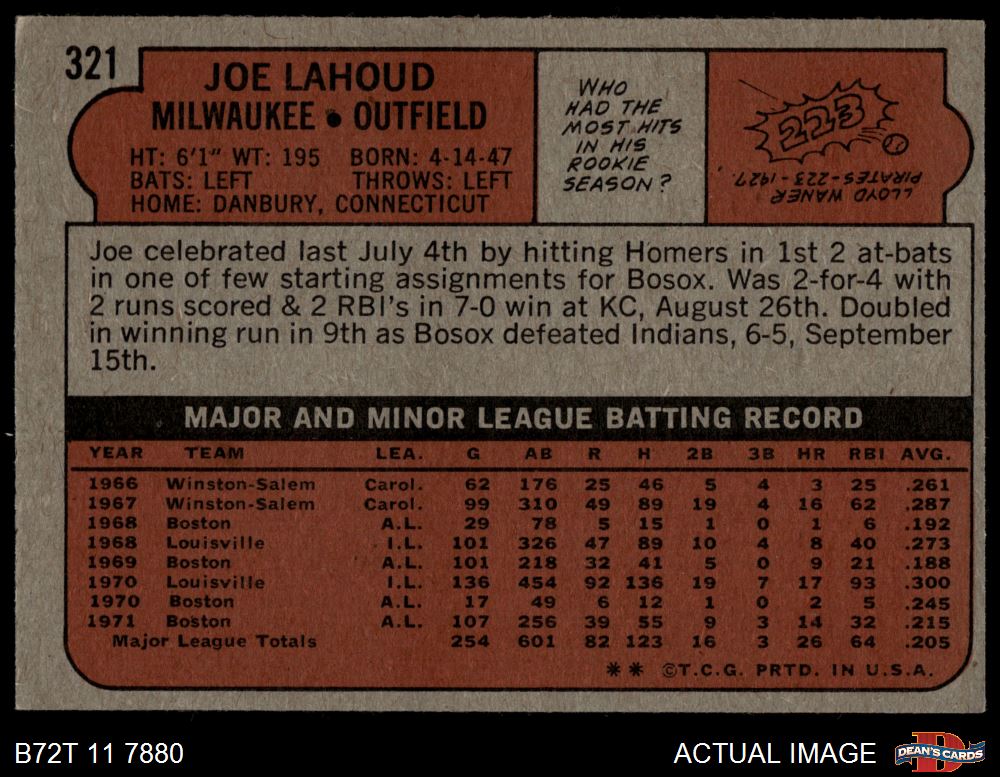 321
JOE LAHOUD
MILWAUKEE • OUTFIELD
HT: 6'1" WT: 195 BORN: 4-14-47
BATS: LEFT THROWS: LEFT
HOME: DANBURY, CONNECTICUT
WHO
HAD THE
MOST HITS
IN HIS
ROOKIE
SEASON?
223
LLOYD WANER
PIRATES-223-1927.
Joe celebrated last July 4th by hitting Homers in 1st 2 at-bats
in one of few starting assignments for Bosox. Was 2-for-4 with
2 runs scored & 2 RBI's in 7-0 win at KC, August 26th. Doubled
in winning run in 9th as Bosox defeated Indians, 6-5, September
15th.
MAJOR AND MINOR LEAGUE BATTING RECORD
YEAR TEAM LEA. G AB R H 2B 3B HR RBI AVG.
1966 Winston-Salem Carol. 62 176 25 46 5 4 3 25 .261
1967 Winston-Salem Carol. 99 310 49 89 19 4 16 62 .287
1968 Boston A.L. 29 78 5 15 1 0 1 6 .192
1968 Louisville I.L. 101 326 47 89 10 4 8 40 .273
1969 Boston A.L. 101 218 32 41 5 0 9 21 .188
1970 Louisville I.L. 136 454 92 136 19 7 17 93 .300
1970 Boston A.L. 17 49 6 12 1 0 2 5 .245
1971 Boston A.L. 107 256 39 55 9 3 14 32 .215
Major League Totals 254 601 82 123 16 3 26 64 .205
** ©T.C.G. PRTD. IN U.S.A.
B72T 11 7880
ACTUAL IMAGE
DEAN'S CARDS